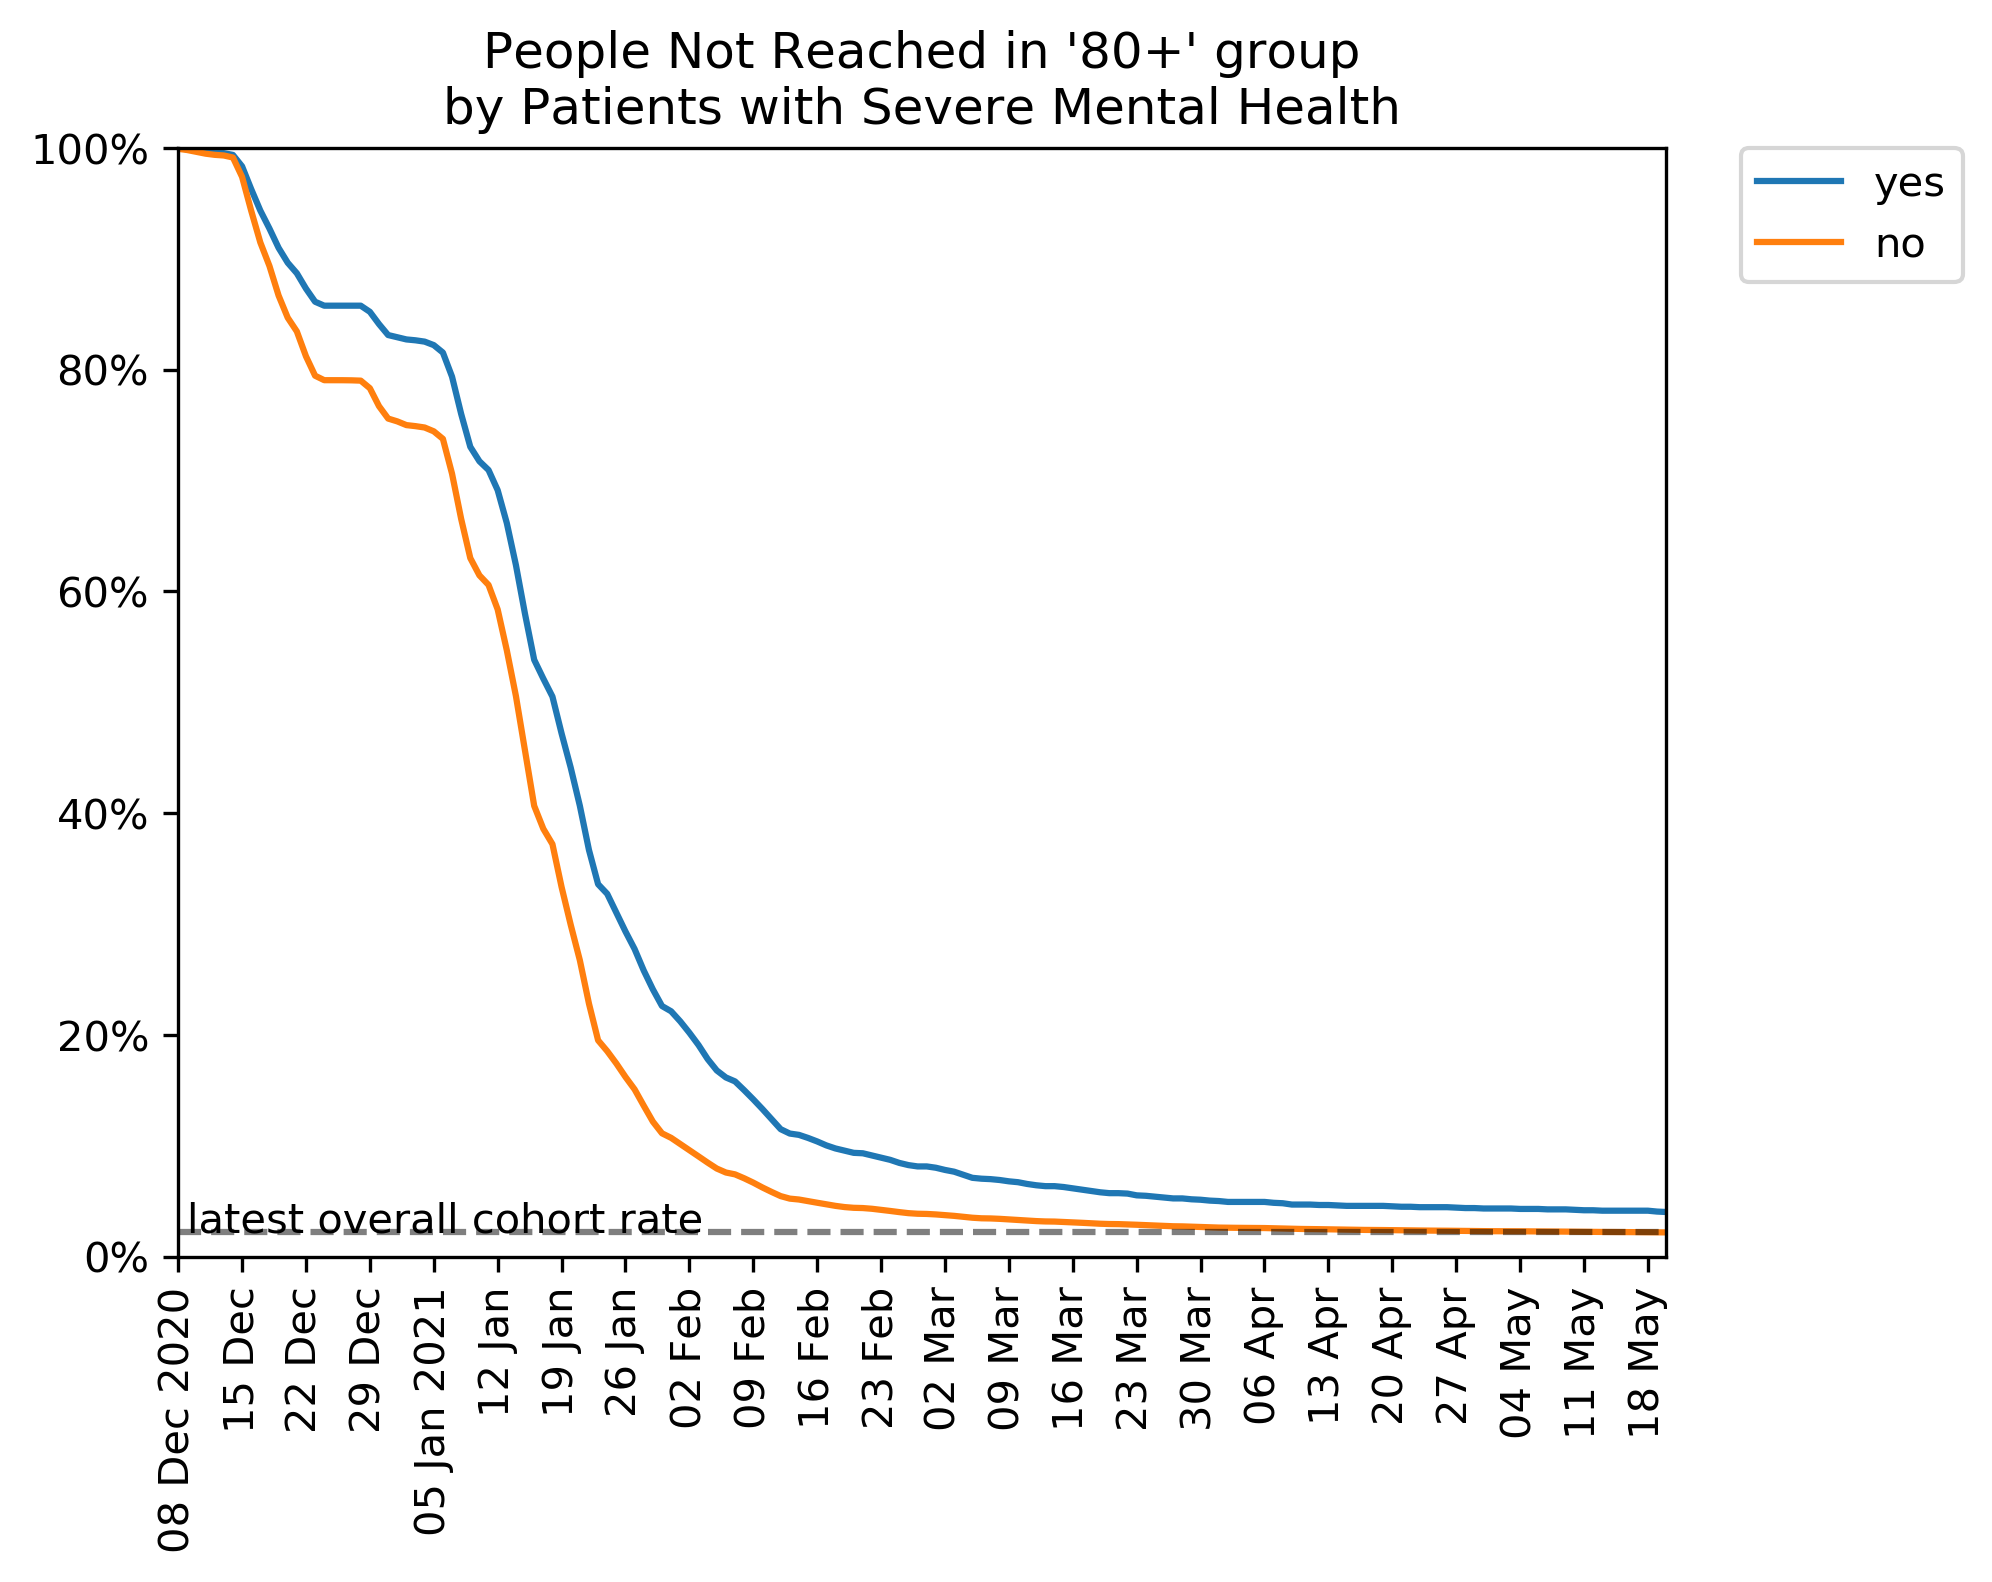 People Not Reached in '80+' group
by Patients with Severe Mental Health
100%
80%
60%
40%
20%
0%
latest overall cohort rate
08 Dec 2020
15 Dec
22 Dec
29 Dec
05 Jan 2021
12 Jan
19 Jan
26 Jan
02 Feb
09 Feb
16 Feb
23 Feb
02 Mar
09 Mar
16 Mar
23 Mar
30 Mar
06 Apr
13 Apr
20 Apr
27 Apr
04 May
11 May
18 May
yes
no